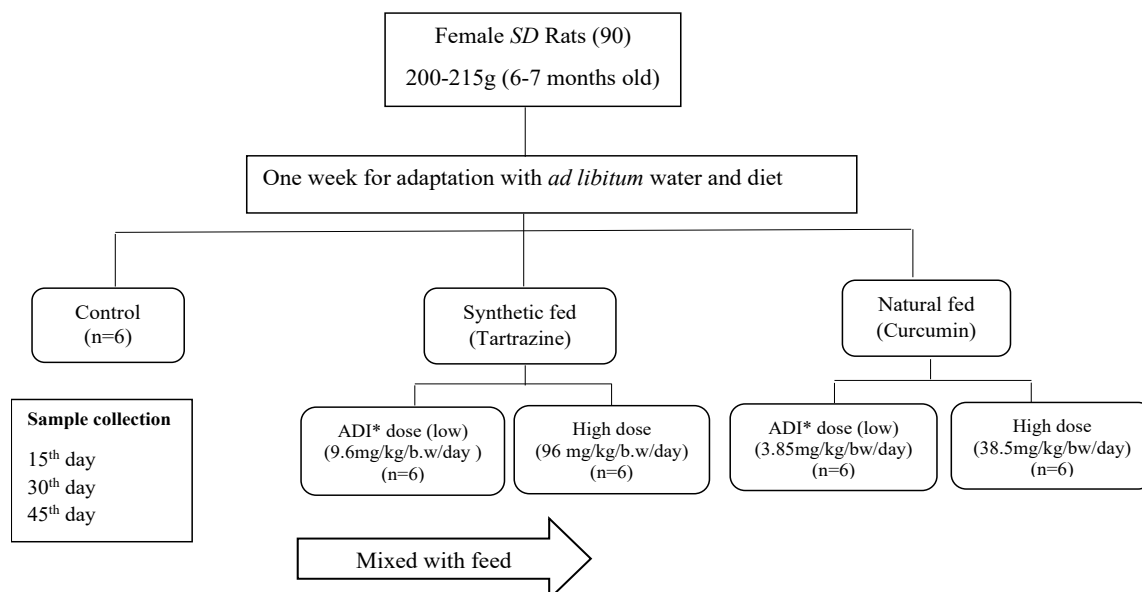 Female SD Rats (90)
200-215g (6-7 months old)
One week for adaptation with ad libitum water and diet
Control
(n=6)
Synthetic fed
(Tartrazine)
Natural fed
(Curcumin)
Sample collection
15th day
30th day
45th day
ADI* dose (low)
(9.6mg/kg/b.w/day )
(n=6)
High dose
(96 mg/kg/b.w/day)
(n=6)
ADI* dose (low)
(3.85mg/kg/bw/day)
(n=6)
High dose
(38.5mg/kg/bw/day)
(n=6)
Mixed with feed